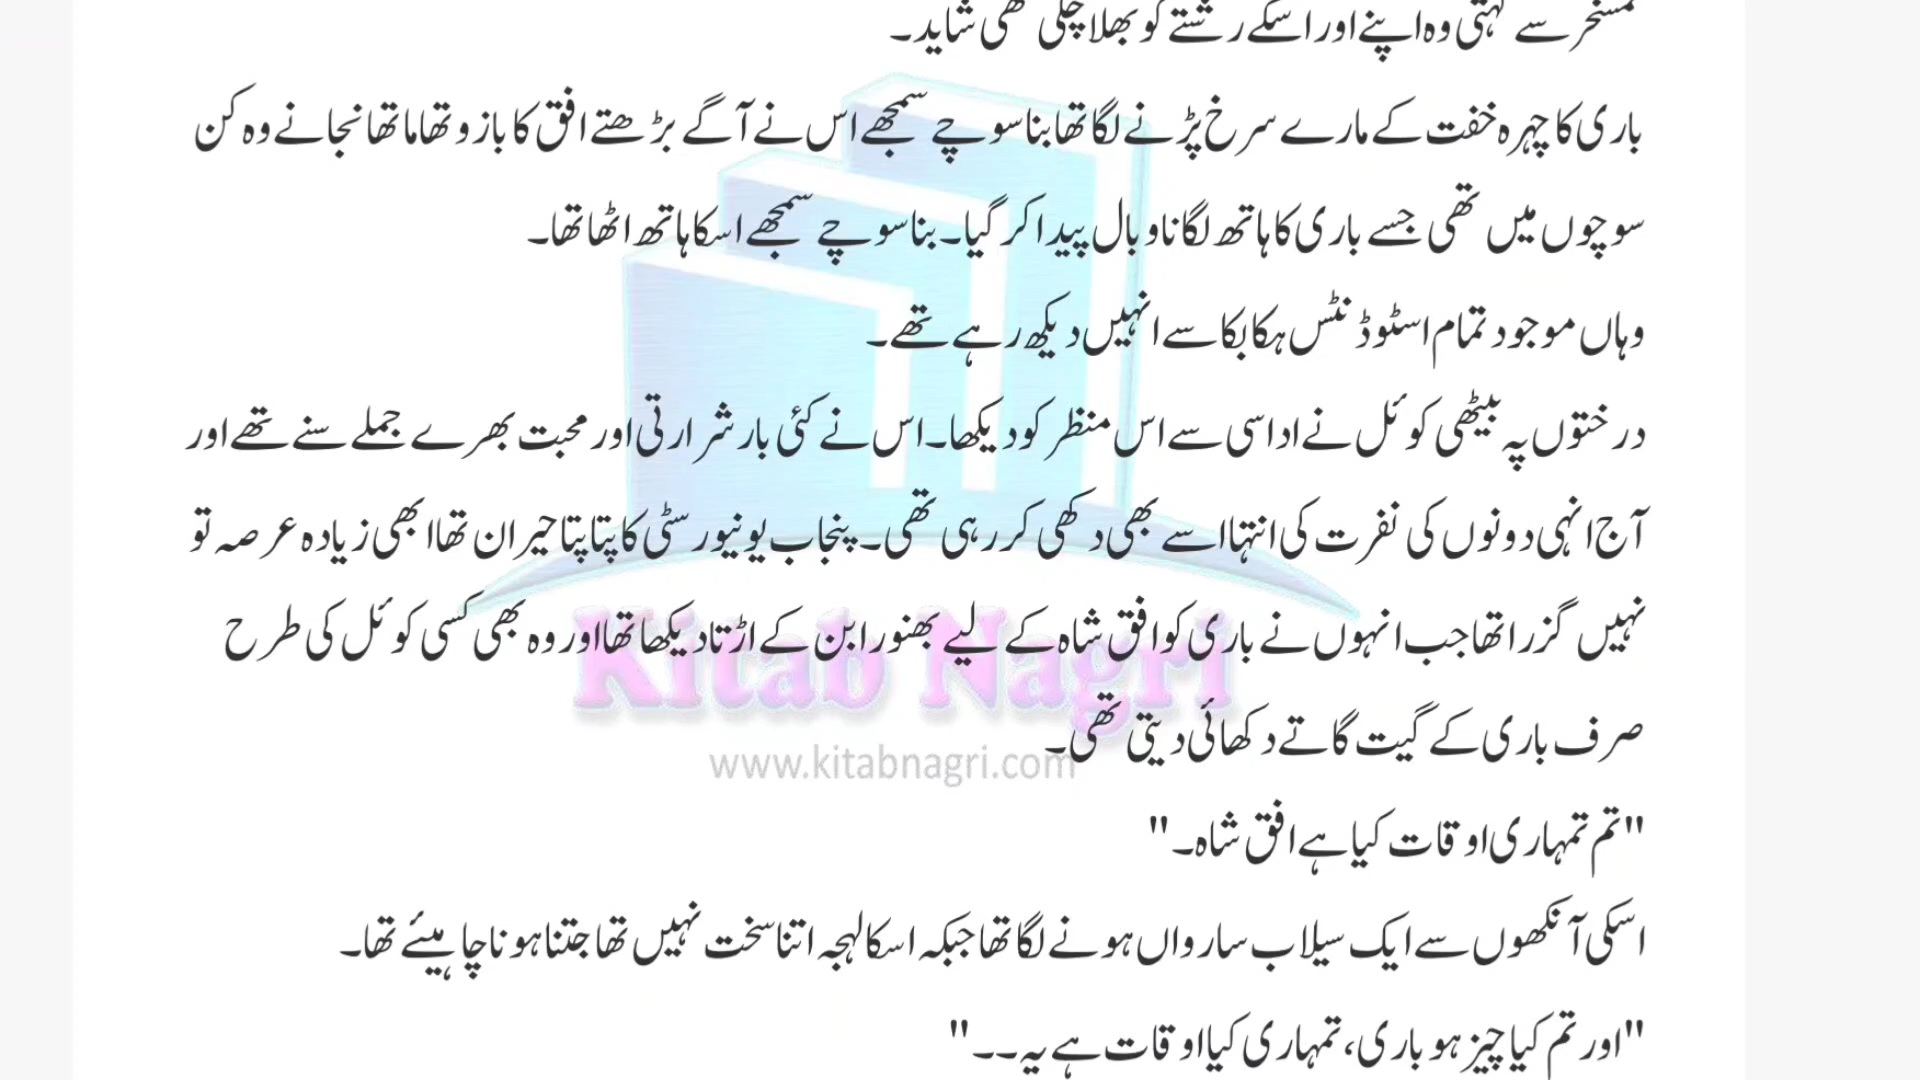 تمسخر سے کہتی وہ اپنے اور اسکے رشتے کو بھلا چکی تھی شاید۔
باری کا چہرہ خفت کے مارے سرخ پڑنے لگا تھا بنا سوچے سمجھے اس نے آگے بڑھتے افق کا بازو تھاما تھا نجانے وہ کن
سوچوں میں تھی جسے باری کا ہاتھ لگانا وبال پیدا کر گیا۔ بنا سوچے سمجھے اسکا ہاتھ اٹھا تھا۔
وہاں موجود تمام اسٹوڈنٹس ہکا بکا سے انہیں دیکھ رہے تھے۔
درختوں پہ بیٹھی کوئل نے اداسی سے اس منظر کو دیکھا۔ اس نے کئی بار شرارتی اور محبت بھرے جملے سنے تھے اور
آج انہی دونوں کی نفرت کی انتہا اسے بھی دکھی کر رہی تھی۔ پنجاب یونیورسٹی کا پتا پتا حیران تھا ابھی زیادہ عرصہ تو
نہیں گزرا تھا جب انہوں نے باری کو افق شاہ کے لیے بھنورا بن کے اڑتا دیکھا تھا اور وہ بھی کسی کوئل کی طرح
صرف باری کے گیت گاتے دکھائی دیتی تھی۔
Kitab Nagri
www.kitabnagri.com
"تم تمہاری اوقات کیا ہے افق شاہ۔"
اسکی آنکھوں سے ایک سیلاب سا رواں ہونے لگا تھا جبکہ اسکا لہجہ اتنا سخت نہیں تھا جتنا ہونا چاہیئے تھا۔
"اور تم کیا چیز ہو باری، تمہاری کیا اوقات ہے یہ۔۔۔"